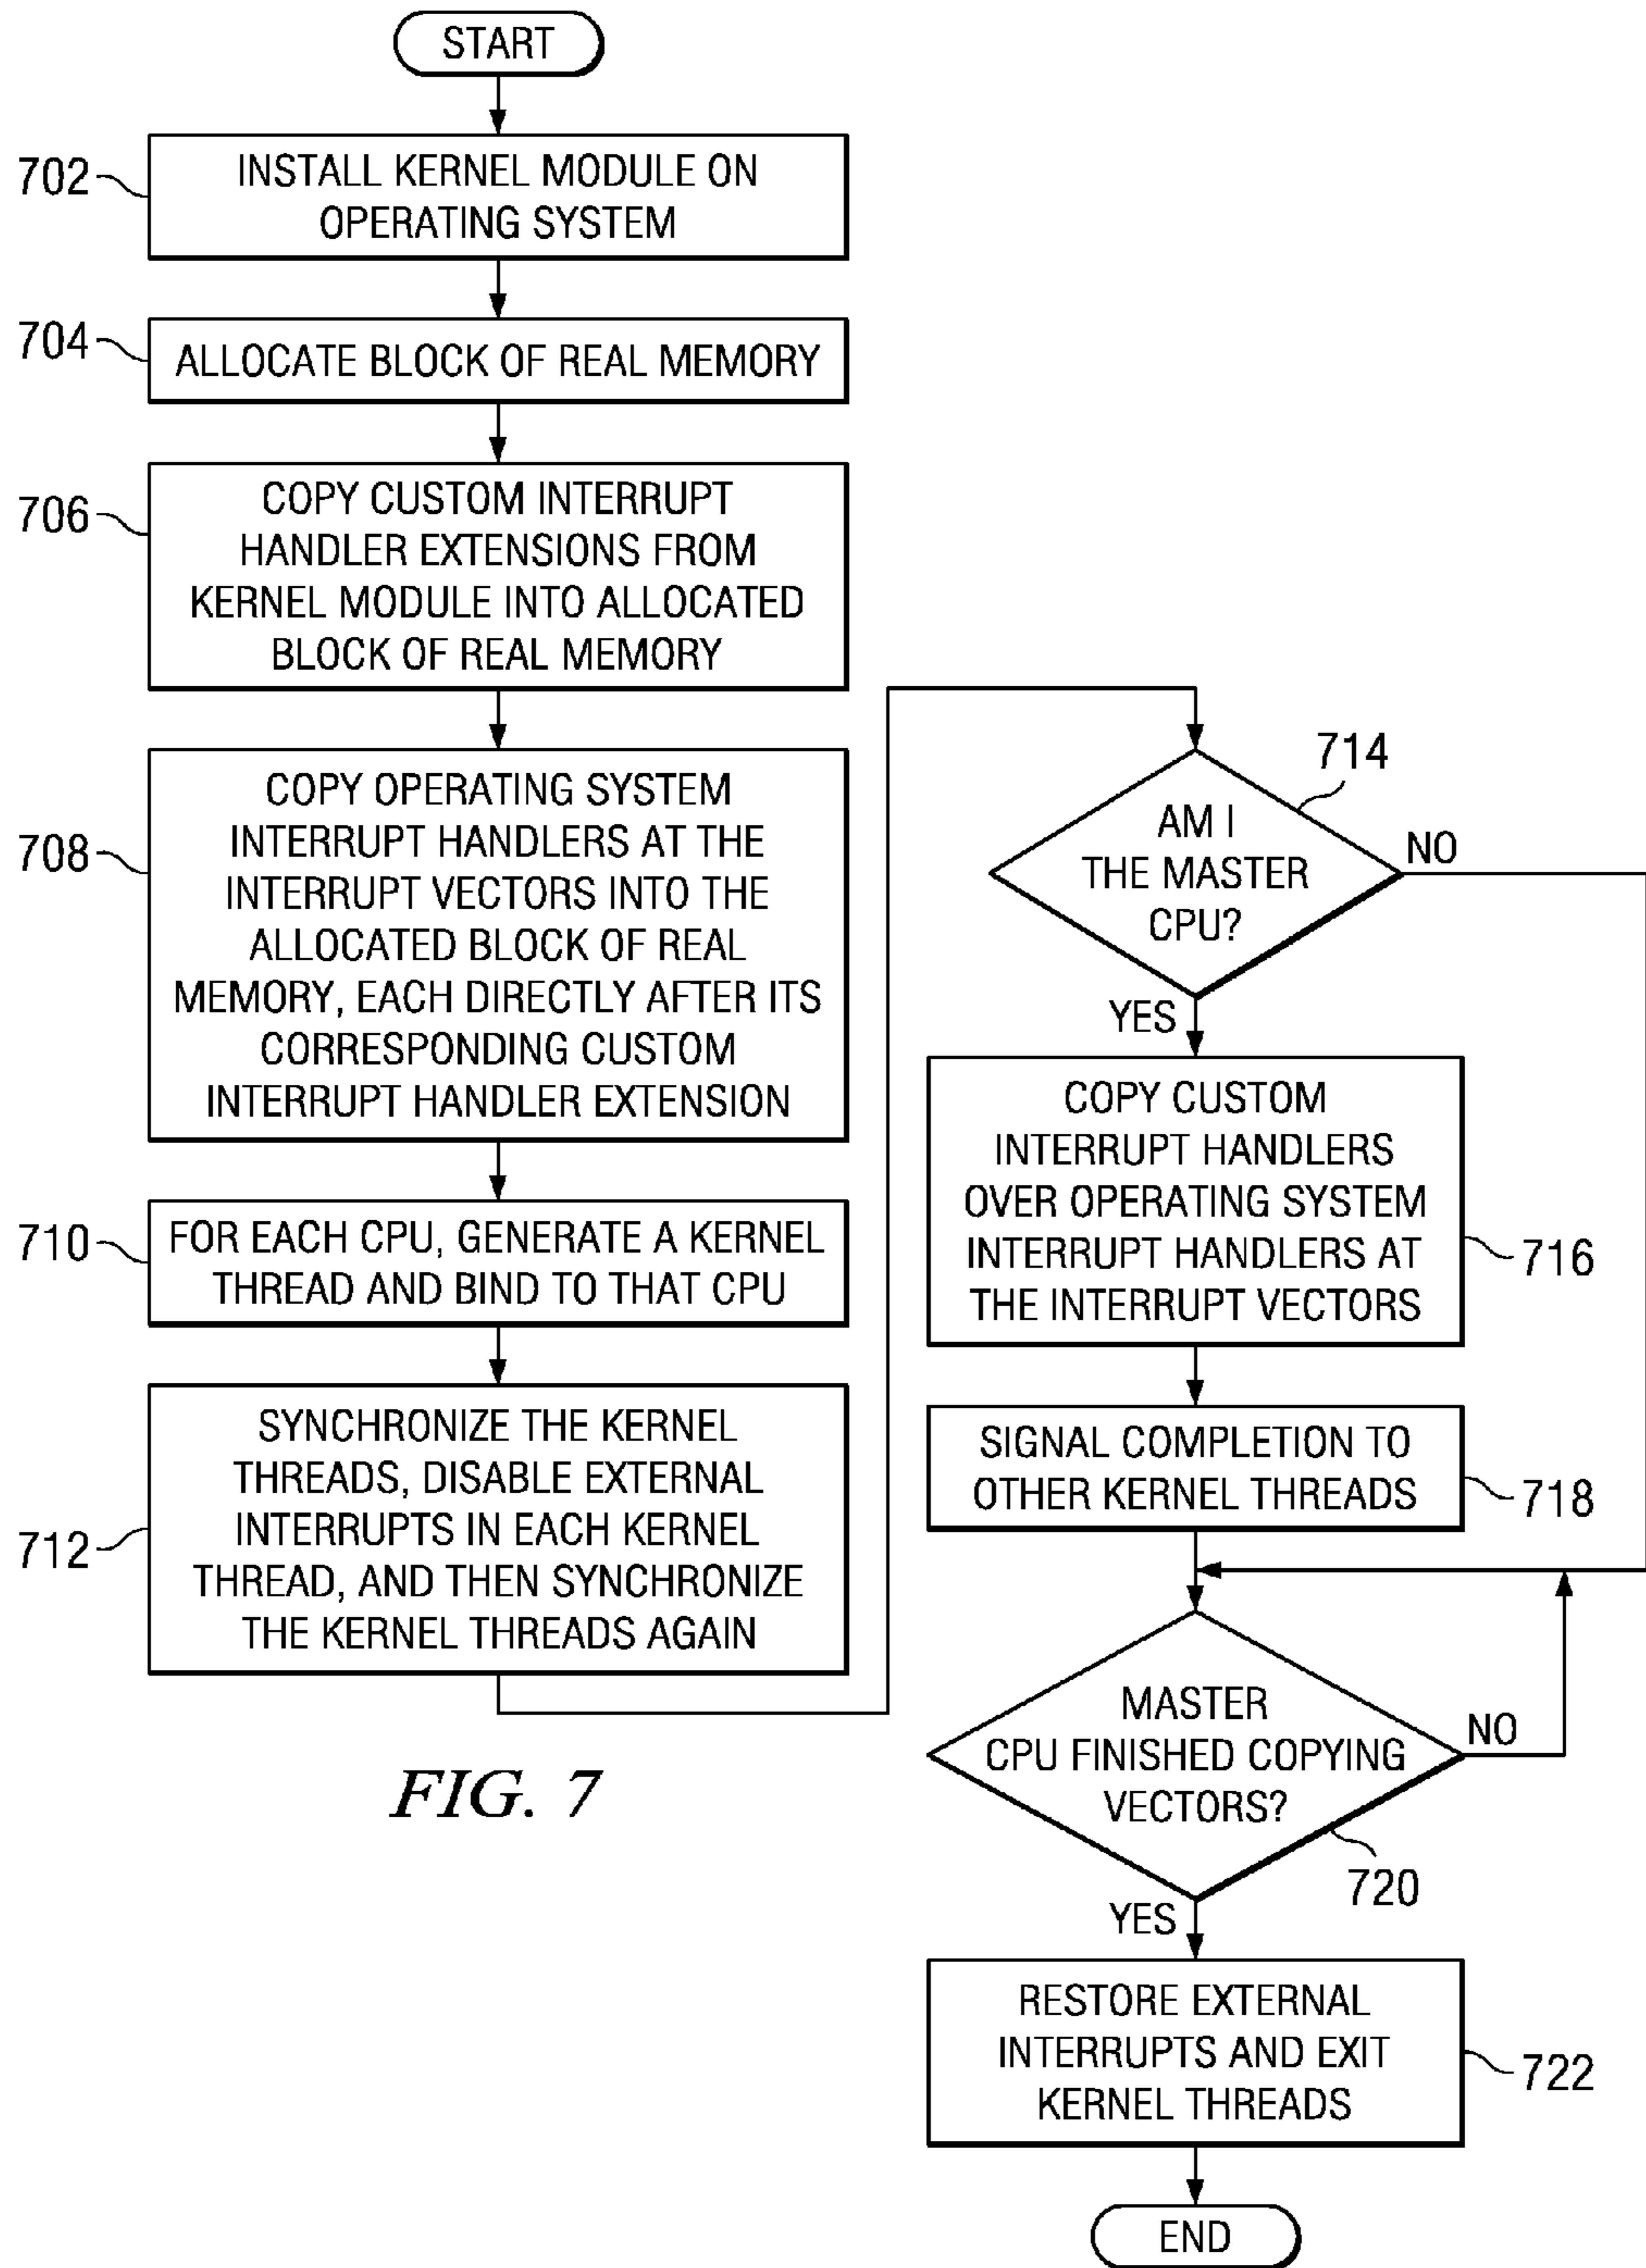 START
702
INSTALL KERNEL MODULE ON
OPERATING SYSTEM
704
ALLOCATE BLOCK OF REAL MEMORY
706
COPY CUSTOM INTERRUPT
HANDLER EXTENSIONS FROM
KERNEL MODULE INTO ALLOCATED
BLOCK OF REAL MEMORY
708
COPY OPERATING SYSTEM
INTERRUPT HANDLERS AT THE
INTERRUPT VECTORS INTO THE
ALLOCATED BLOCK OF REAL
MEMORY, EACH DIRECTLY AFTER ITS
CORRESPONDING CUSTOM
INTERRUPT HANDLER EXTENSION
710
FOR EACH CPU, GENERATE A KERNEL
THREAD AND BIND TO THAT CPU
712
SYNCHRONIZE THE KERNEL
THREADS, DISABLE EXTERNAL
INTERRUPTS IN EACH KERNEL
THREAD, AND THEN SYNCHRONIZE
THE KERNEL THREADS AGAIN
714
AM I
THE MASTER
CPU?
NO
YES
COPY CUSTOM
INTERRUPT HANDLERS
OVER OPERATING SYSTEM
INTERRUPT HANDLERS AT
THE INTERRUPT VECTORS
716
SIGNAL COMPLETION TO
OTHER KERNEL THREADS
718
MASTER
CPU FINISHED COPYING
VECTORS?
NO
720
YES
RESTORE EXTERNAL
INTERRUPTS AND EXIT
KERNEL THREADS
722
END
FIG. 7